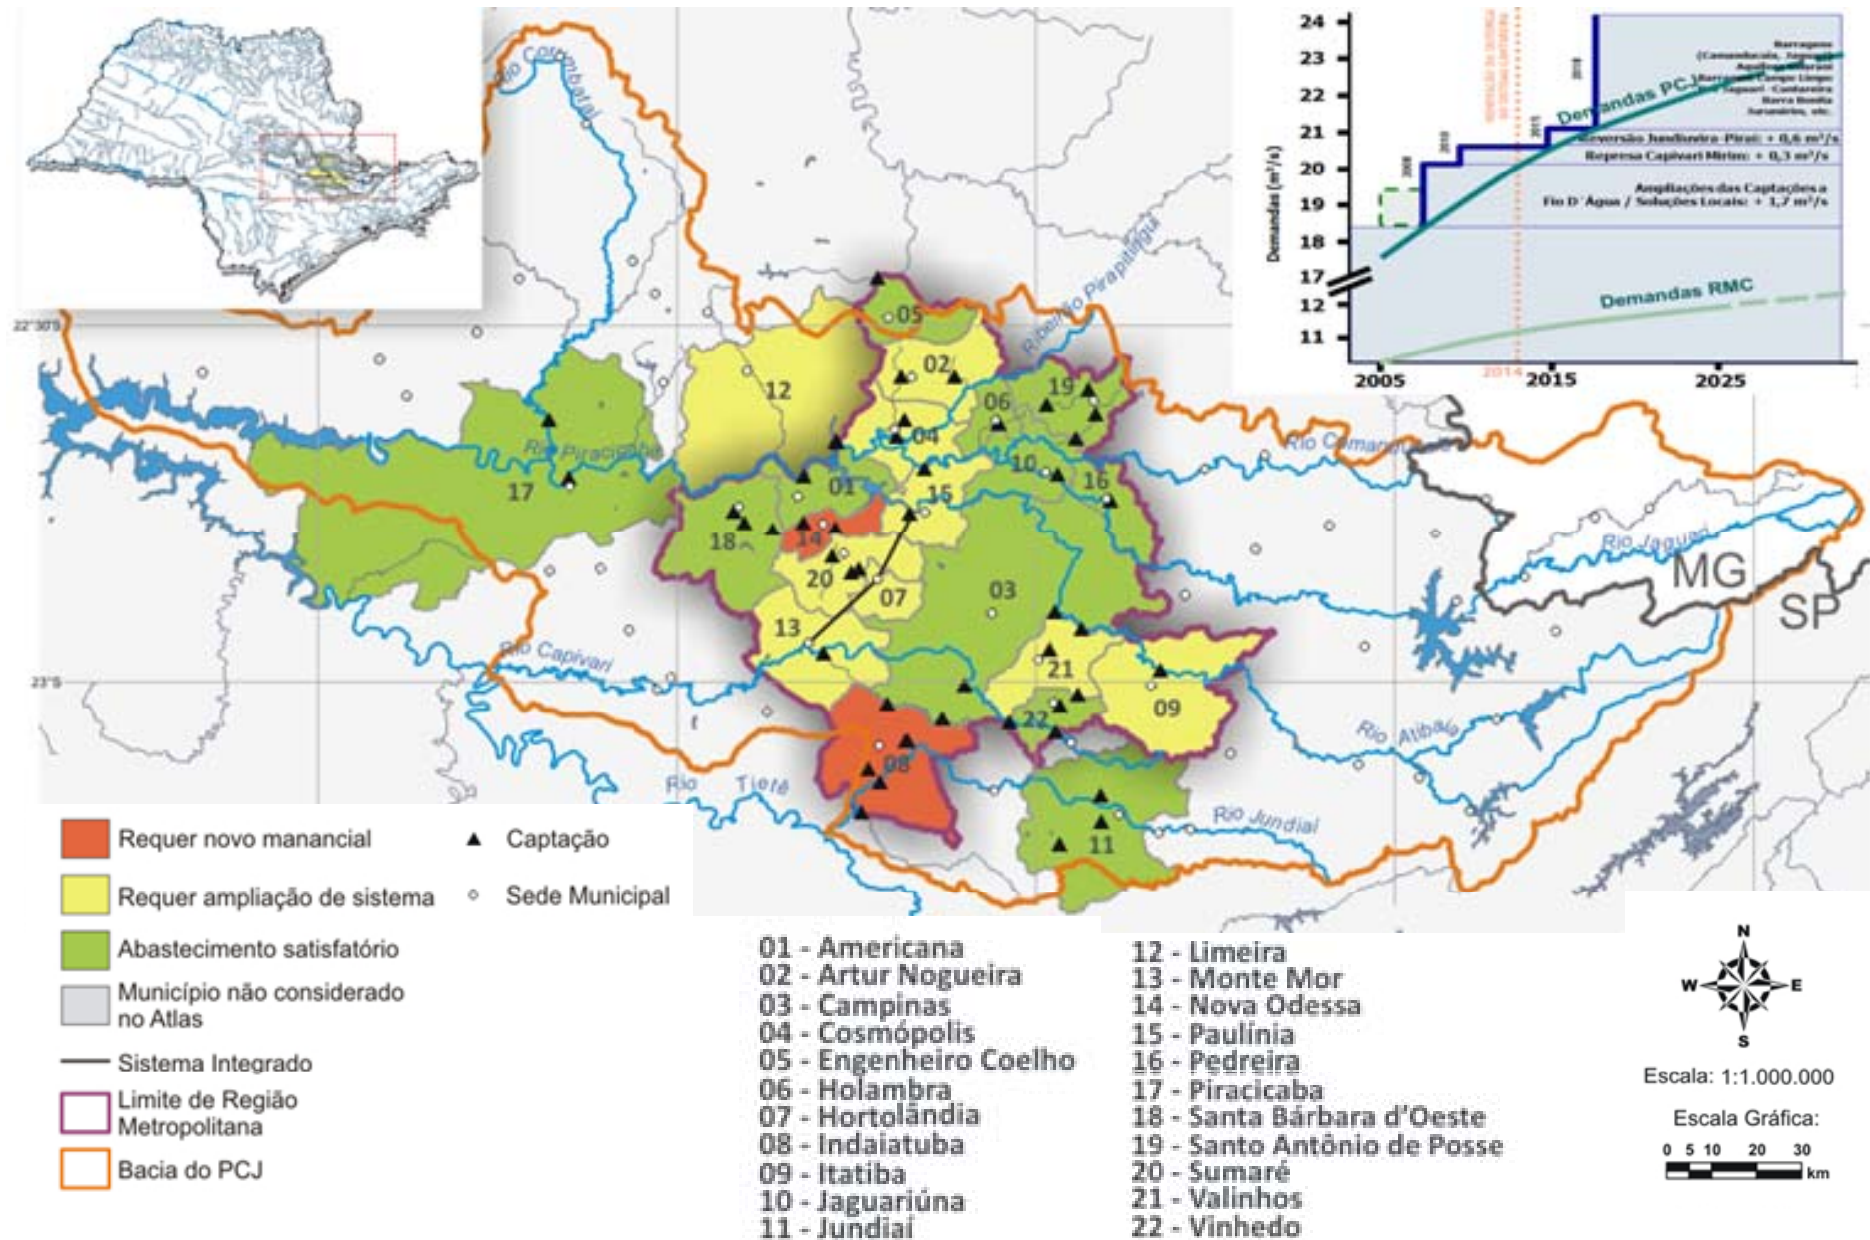 24
23
22
21
20
19
18
17
12
11
Demandas (m³/s)
2005
2014
2015
2025
2008
2010
2015
2018
Demandas PCJ
Demandas RMC
Barragens
(Camanducaia, Jaguari)
Barra Bonita
Jurumirim, etc.
Reversão Jundiuvira-Piraí: + 0,6 m³/s
Represa Capivari Mirim: + 0,3 m³/s
Ampliações das Captações a
Fio D'Água / Soluções Locais: + 1,7 m³/s
Rio Corumbataí
Ribeirão Pirapitingui
22°30'S
23°S
Rio Piracicaba
Rio Capivari
Rio Tietê
Rio Camanducaia
Rio Jaguari
Rio Atibaia
Rio Jundiaí
MG
SP
05
02
12
19
06
04
10
01
15
16
17
18
14
20
07
03
13
21
09
22
08
11
Requer novo manancial
Requer ampliação de sistema
Abastecimento satisfatório
Município não considerado
no Atlas
Sistema Integrado
Limite de Região
Metropolitana
Bacia do PCJ
Captação
Sede Municipal
01 - Americana
02 - Artur Nogueira
03 - Campinas
04 - Cosmópolis
05 - Engenheiro Coelho
06 - Holambra
07 - Hortolândia
08 - Indaiatuba
09 - Itatiba
10 - Jaguariúna
11 - Jundiaí
12 - Limeira
13 - Monte Mor
14 - Nova Odessa
15 - Paulínia
16 - Pedreira
17 - Piracicaba
18 - Santa Bárbara d'Oeste
19 - Santo Antônio de Posse
20 - Sumaré
21 - Valinhos
22 - Vinhedo
N
W E
S
Escala: 1:1.000.000
Escala Gráfica:
0 5 10 20 30
km